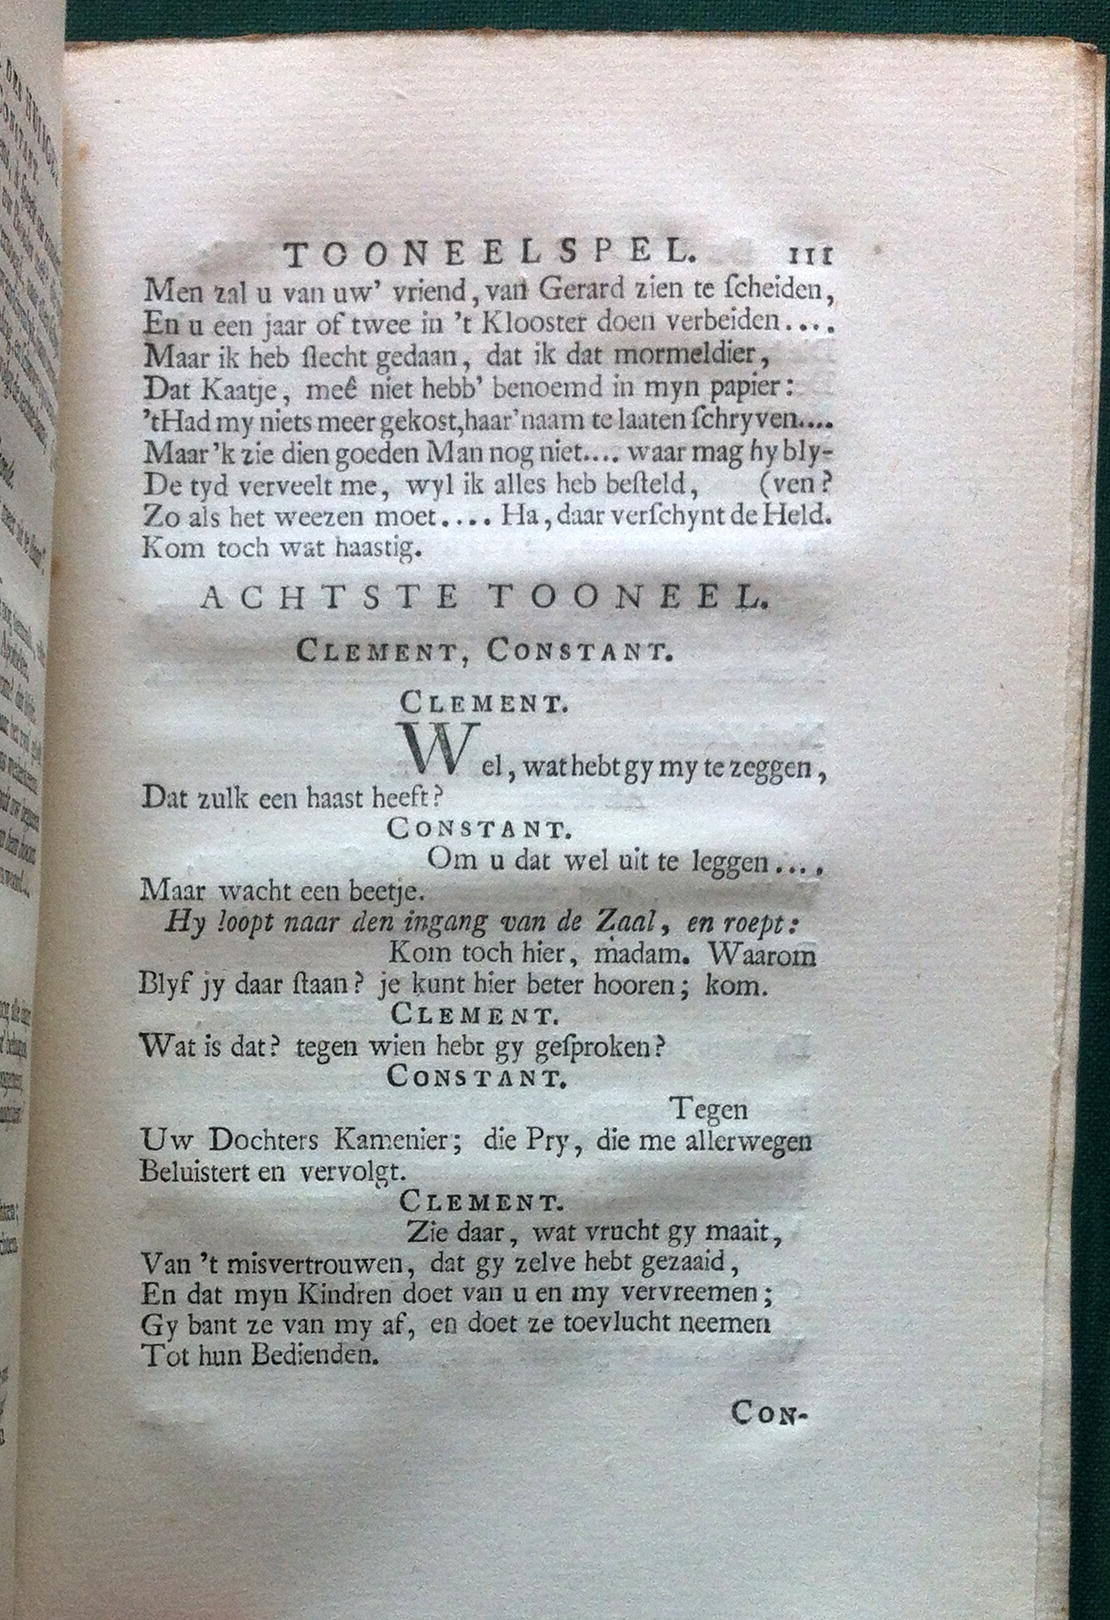 TOONEELSPEL. 111
Men zal u van uw' vriend, van Gerard zien te ſcheiden,
En u een jaar of twee in 't Klooster doen verbeiden....
Maar ik heb ſlecht gedaan, dat ik dat mormeldier,
Dat Kaatje, meê niet hebb' benoemd in myn papier:
'tHad my niets meer gekost, haar' naam te laaten ſchryven....
Maar 'k zie dien goeden Man nog niet.... waar mag hy bly-
De tyd verveelt me, wyl ik alles heb beſteld, (ven?
Zo als het weezen moet.... Ha, daar verſchynt de Held.
Kom toch wat haastig.
ACHTSTE TOONEEL.
CLEMENT, CONSTANT.
CLEMENT.
Wel, wat hebt gy my te zeggen,
Dat zulk een haast heeft?
CONSTANT.
Om u dat wel uit te leggen....
Maar wacht een beetje.
Hy loopt naar den ingang van de Zaal, en roept:
Kom toch hier, madam. Waarom
Blyf jy daar ſtaan? je kunt hier beter hooren; kom.
CLEMENT.
Wat is dat? tegen wien hebt gy geſproken?
CONSTANT.
Tegen
Uw Dochters Kamenier; die Pry, die me allerwegen
Beluistert en vervolgt.
CLEMENT.
Zie daar, wat vrucht gy maait,
Van 't misvertrouwen, dat gy zelve hebt gezaaid,
En dat myn Kindren doet van u en my vervreemen;
Gy bant ze van my af, en doet ze toevlucht neemen
Tot hun Bedienden.
CON-